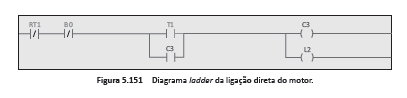 RT1 B0 T1 C3
C3 L2
Figura 5.151 Diagrama ladder da ligação direta do motor.